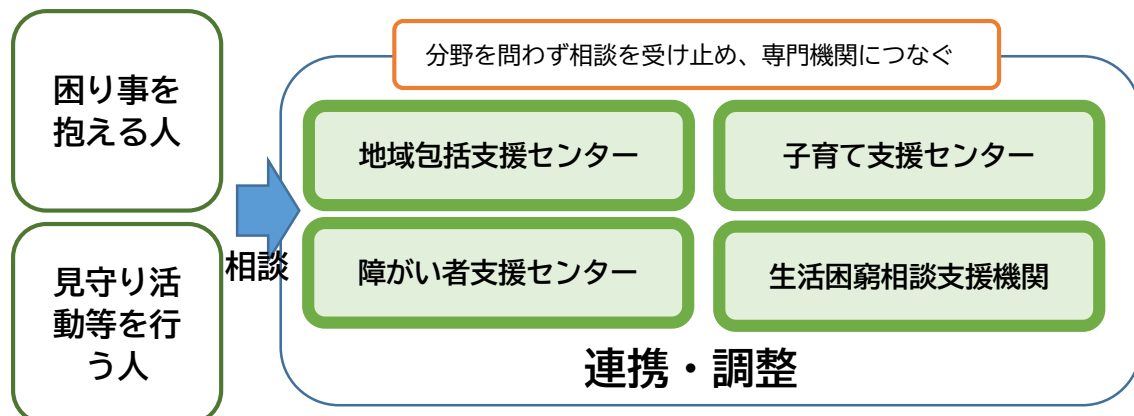 困り事を
抱える人
見守り活
動等を行
う人
相談
分野を問わず相談を受け止め、専門機関につなぐ
地域包括支援センター
子育て支援センター
障がい者支援センター
生活困窮相談支援機関
連携・調整